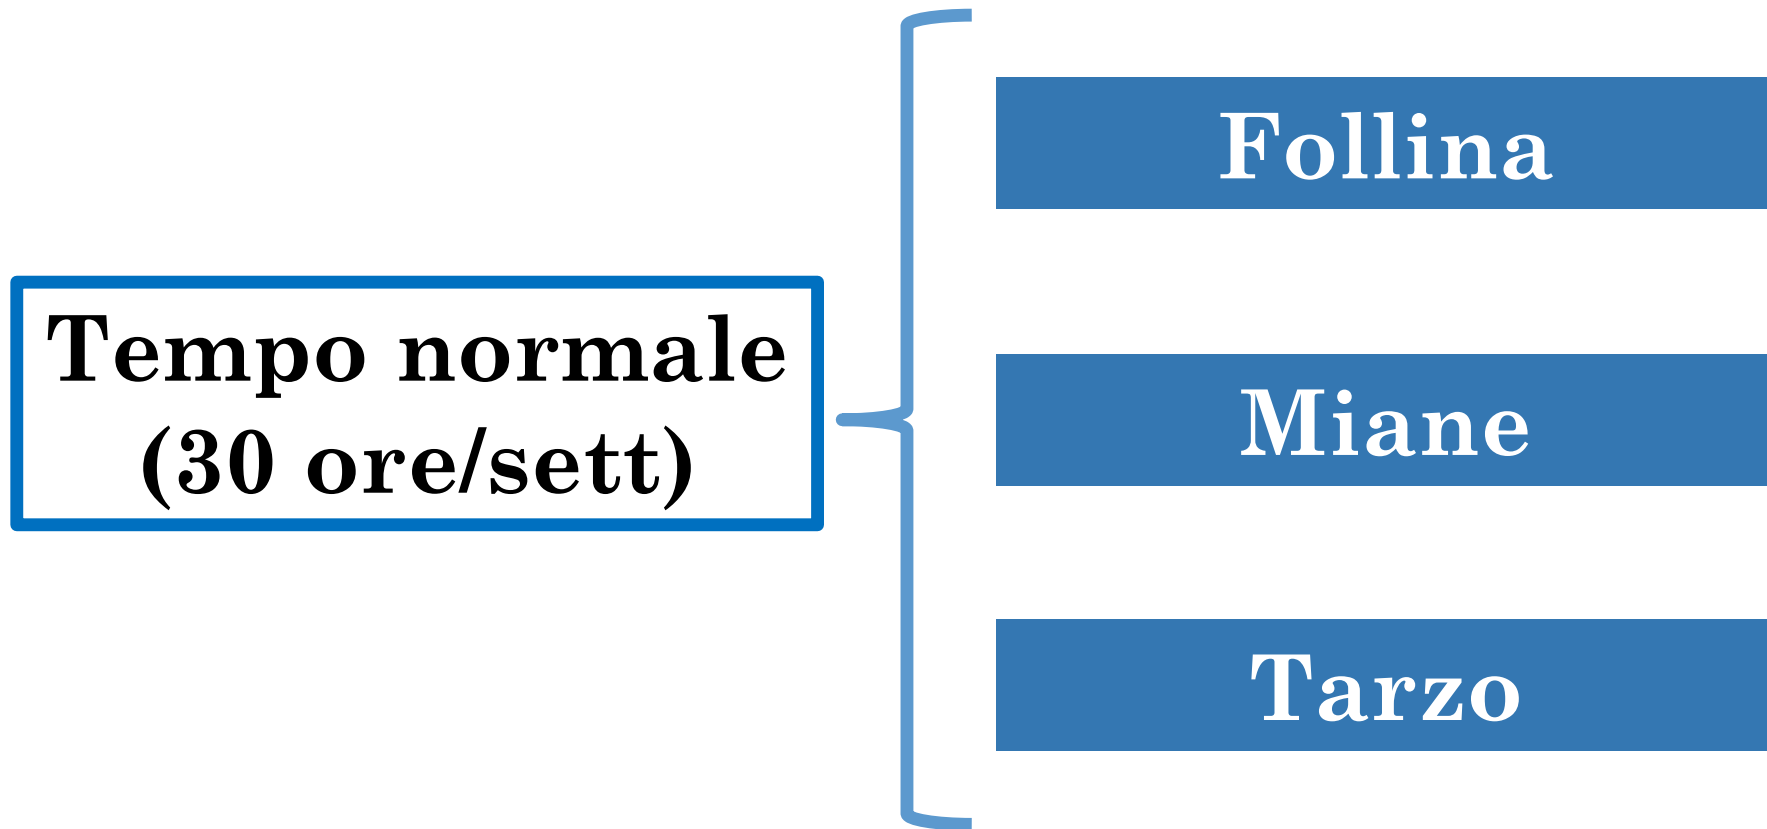 Follina
Tempo normale
(30 ore/sett)
Miane
Tarzo